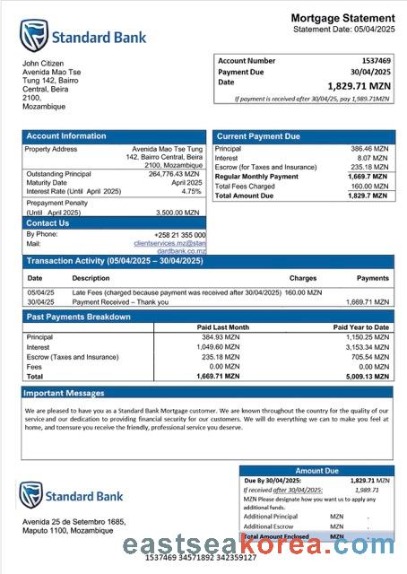 Standard Bank
Mortgage Statement
Statement Date: 05/04/2025
John Citizen
Avenida Mao Tse
Tung 142, Bairro
Central, Beira
2100,
Mozambique
Account Number 1537469
Payment Due 30/04/2025
Date
1,829.71 MZN
If payment is received after 30/04/25, pay 1,989.71MZN
Account Information
Property Address Avenida Mao Tse Tung
142, Bairro Central, Beira
2100, Mozambique
Outstanding Principal 264,776.43 MZN
Maturity Date April 2025
Interest Rate (Until April 2025) 4.75%
Prepayment Penalty
(Until April 2025) 3,500.00 MZN
Contact Us
By Phone: +258 21 355 000
Mail: clientservices.mz@stan
dardbank.co.mz
Current Payment Due
Principal 386.46 MZN
Interest 8.07 MZN
Escrow (for Taxes and Insurance) 235.18 MZN
Regular Monthly Payment 1,669.7 MZN
Total Fees Charged 160.00 MZN
Total Amount Due 1,829.7 MZN
Transaction Activity (05/04/2025 – 30/04/2025)
Date Description Charges Payments
05/04/25 Late Fees (charged because payment was received after 30/04/2025) 160.00 MZN
30/04/25 Payment Received – Thank you 1,669.71 MZN
Past Payments Breakdown
Paid Last Month Paid Year to Date
Principal 384.93 MZN 1,150.25 MZN
Interest 1,049.60 MZN 3,153.34 MZN
Escrow (Taxes and Insurance) 235.18 MZN 705.54 MZN
Fees 0.00 MZN 0.00 MZN
Total 1,669.71 MZN 5,009.13 MZN
Important Messages
We are pleased to have you as a Standard Bank Mortgage customer. We are known throughout the country for the quality of our
service and our dedication to providing financial security for our customers. We will do everything we can to make you feel at
home, and toensure you receive the friendly, professional service you deserve.
Standard Bank
Avenida 25 de Setembro 1685,
Maputo 1100, Mozambique
Amount Due
Due By 30/04/2025: 1,829.71 MZN
If received after 30/04/2025: 1,989.71
MZN Please designate how you want us to apply any
additional funds.
Additional Principal MZN .
Additional Escrow MZN .
Total Amount Enclosed MZN .
eastseakorea.com
1537469 34571892 342359127